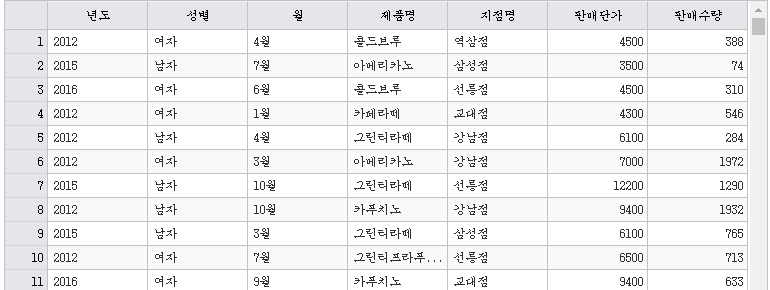 년도 성별 월 제품명 지점명 판매단가 판매수량
1 2012 여자 4월 콜드브루 역삼점 4500 388
2 2015 남자 7월 아메리카노 삼성점 3500 74
3 2016 여자 6월 콜드브루 선릉점 4500 310
4 2012 여자 1월 카페라떼 교대점 4300 546
5 2012 남자 4월 그린티라떼 강남점 6100 284
6 2012 여자 3월 아메리카노 강남점 7000 1972
7 2015 남자 10월 그린티라떼 선릉점 12200 1290
8 2012 남자 10월 카푸치노 강남점 9400 1932
9 2015 남자 3월 그린티라떼 삼성점 6100 765
10 2012 여자 7월 그린티프라푸... 선릉점 6500 713
11 2016 여자 9월 카푸치노 교대점 9400 633